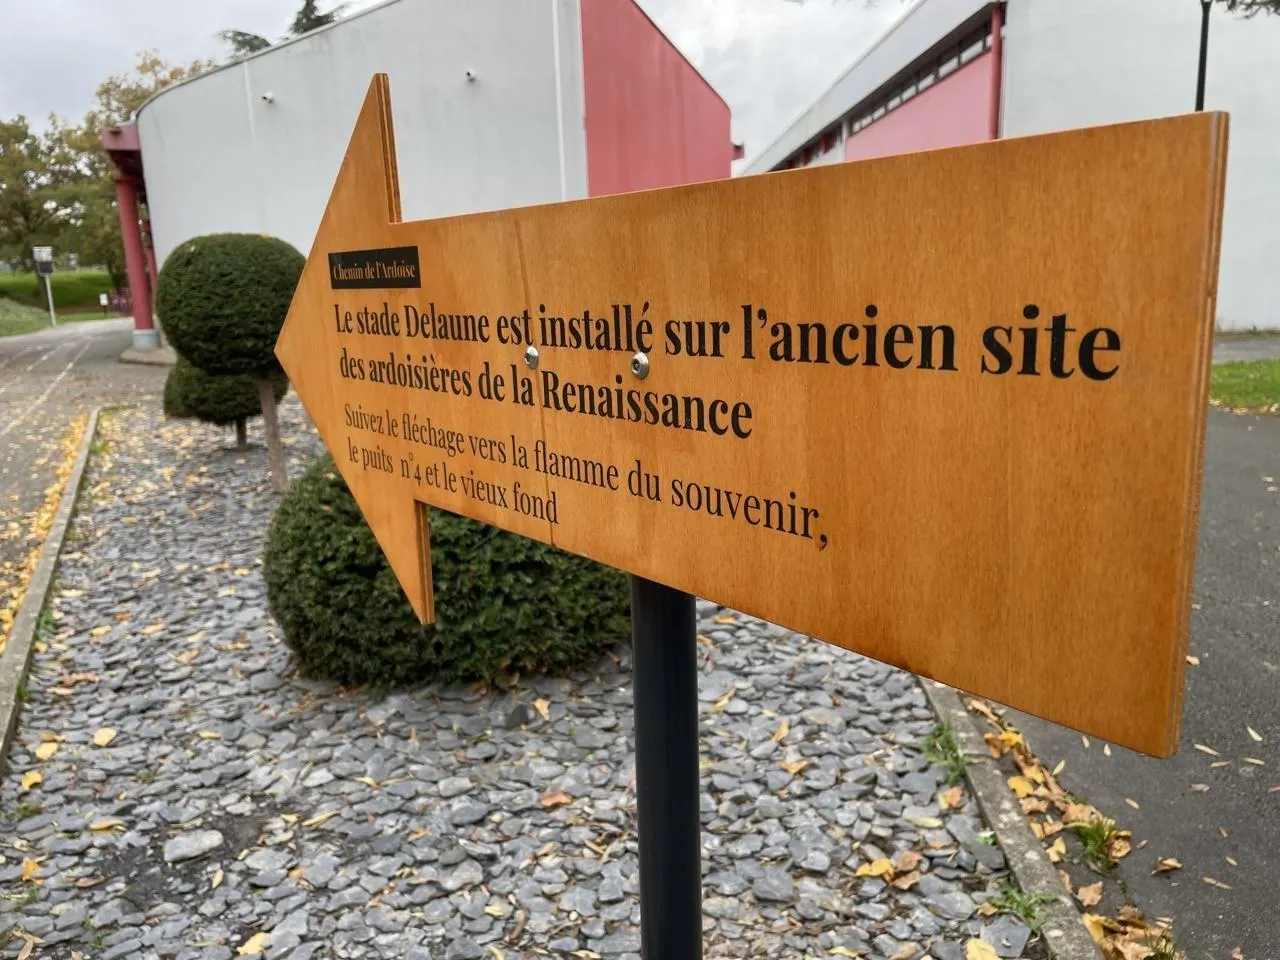 Chemin de l'Ardoise
Le stade Delaune est installé sur l'ancien site
des ardoisières de la Renaissance
Suivez le fléchage vers la flamme du souvenir,
le puits n°4 et le vieux fond